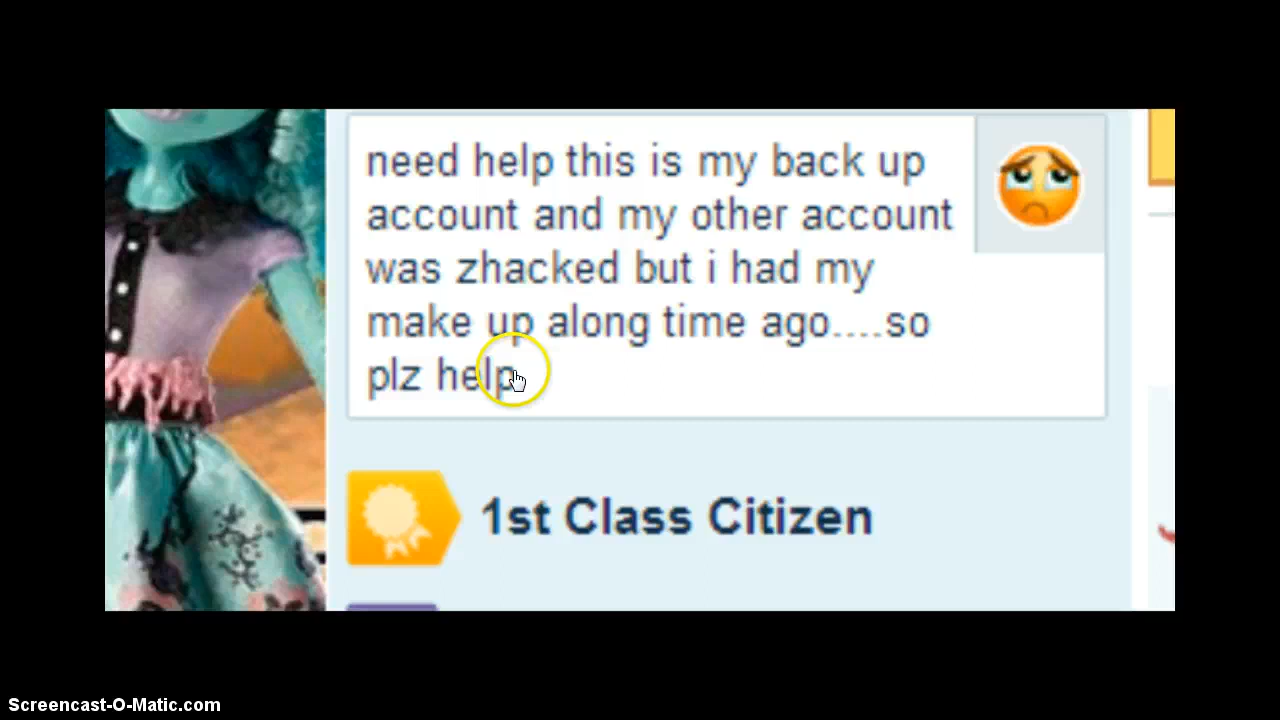 need help this is my back up
account and my other account
was zhacked but i had my
make up along time ago....so
plz help
1st Class Citizen
Screencast-O-Matic.com